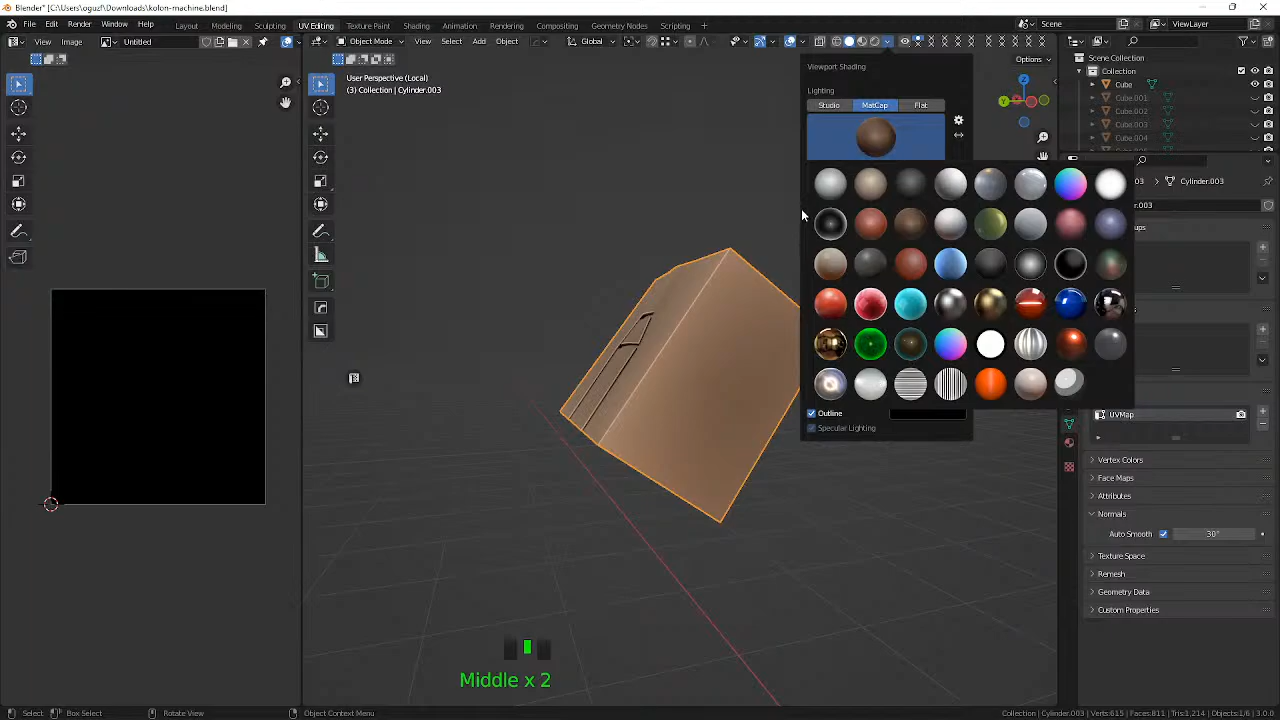 Blender* [C:\Users\oguz\Downloads\kolon-machine.blend]
File Edit Render Window Help Layout Modeling Sculpting UV Editing Texture Paint Shading Animation Rendering Compositing Geometry Nodes Scripting + Scene ViewLayer
View Image Untitled Object Mode View Select Add Object Global
Options
User Perspective (Local)
(3) Collection | Cylinder.003
Viewport Shading
Lighting
Studio MatCap Flat
Scene Collection
Collection
Cube
Cube.001
Cube.002
Cube.003
Cube.004
03 > Cylinder.003
.003
UVMap
Outline
Specular Lighting
Vertex Colors
Face Maps
Attributes
Normals
Auto Smooth 30°
Texture Space
Remesh
Geometry Data
Custom Properties
Middle x 2
Select Box Select Rotate View Object Context Menu Collection | Cylinder.003 | Verts:615 | Faces:811 | Tris:1,214 | Objects:1/6 | 3.0.0